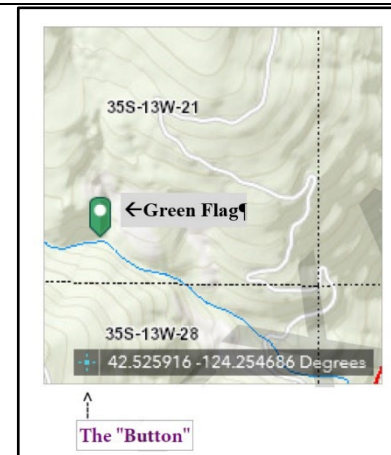 35S-13W-21
←Green Flag¶
35S-13W-28
42.525916 -124.254686 Degrees
The "Button"